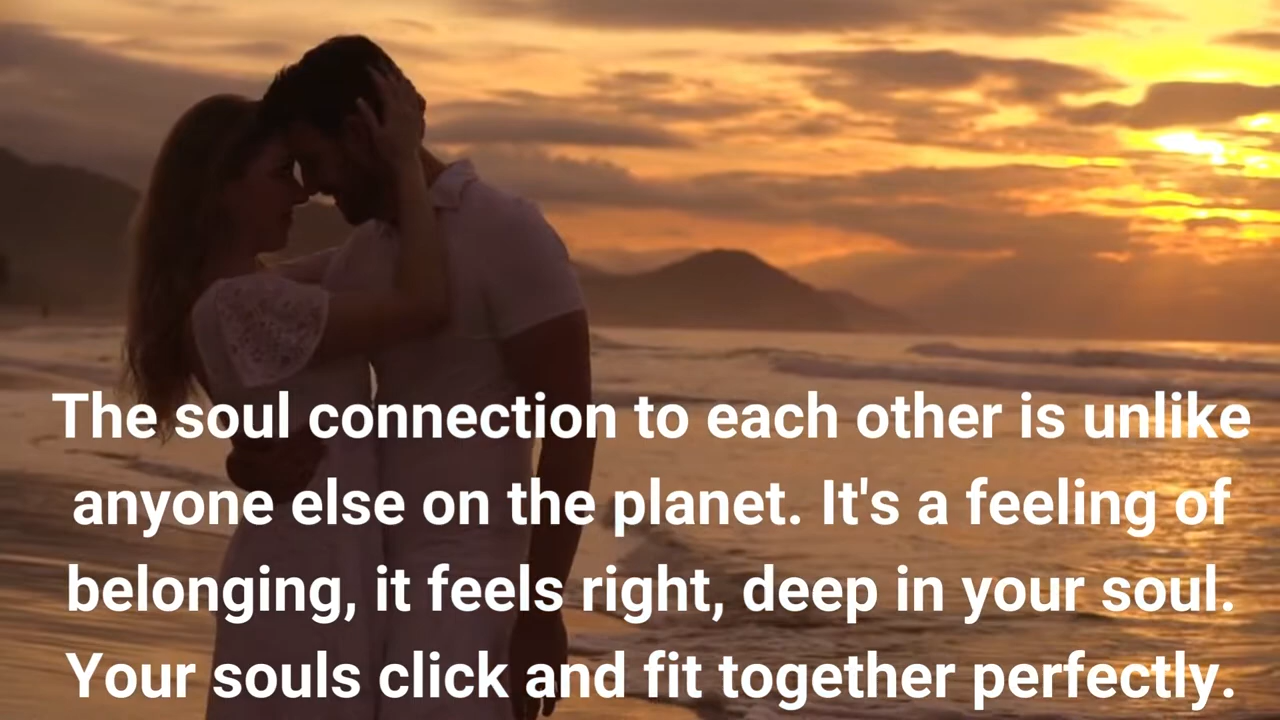 The soul connection to each other is unlike
anyone else on the planet. It's a feeling of
belonging, it feels right, deep in your soul.
Your souls click and fit together perfectly.